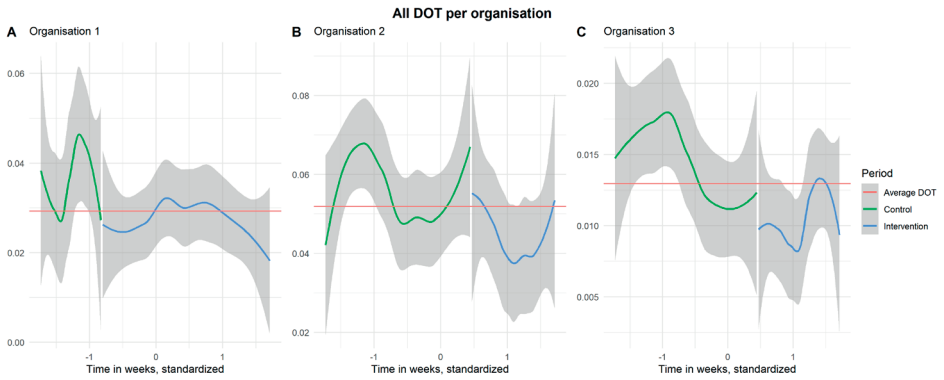 All DOT per organisation
A Organisation 1
0.06
0.04
0.02
0.00
-1 0 1
Time in weeks, standardized
B Organisation 2
0.08
0.06
0.04
0.02
-1 0 1
Time in weeks, standardized
C Organisation 3
0.020
0.015
0.010
0.005
-1 0 1
Time in weeks, standardized
Period
Average DOT
Control
Intervention